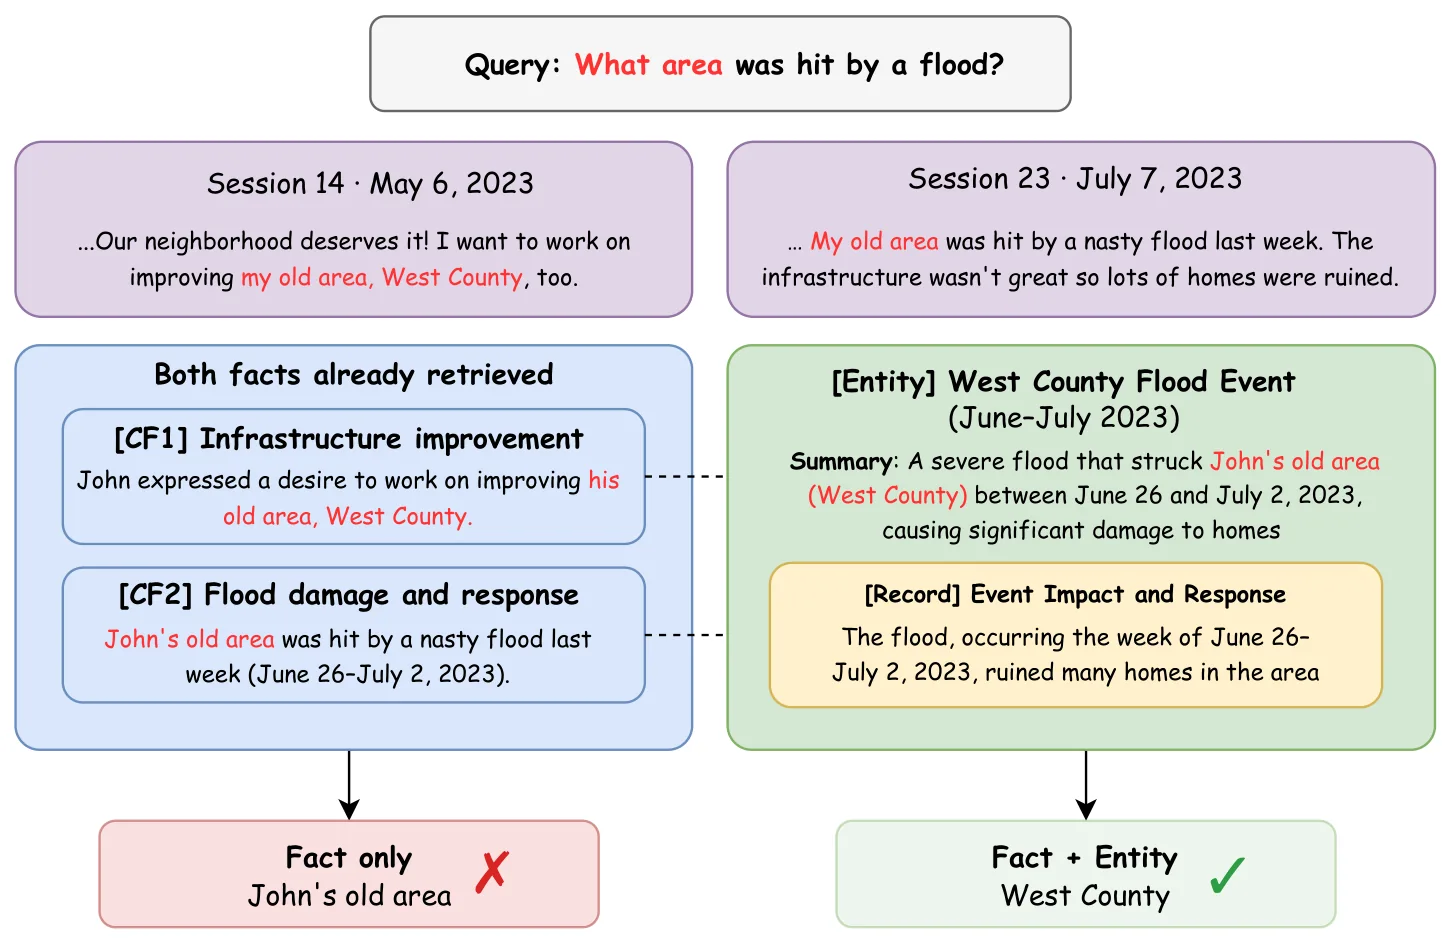 Query: What area was hit by a flood?
Session 14 · May 6, 2023
...Our neighborhood deserves it! I want to work on
improving my old area, West County, too.
Session 23 · July 7, 2023
... My old area was hit by a nasty flood last week. The
infrastructure wasn't great so lots of homes were ruined.
Both facts already retrieved
[CF1] Infrastructure improvement
John expressed a desire to work on improving his
old area, West County.
[CF2] Flood damage and response
John's old area was hit by a nasty flood last
week (June 26–July 2, 2023).
[Entity] West County Flood Event
(June–July 2023)
Summary: A severe flood that struck John's old area
(West County) between June 26 and July 2, 2023,
causing significant damage to homes
[Record] Event Impact and Response
The flood, occurring the week of June 26–
July 2, 2023, ruined many homes in the area
Fact only
John's old area ✗
Fact + Entity
West County ✓